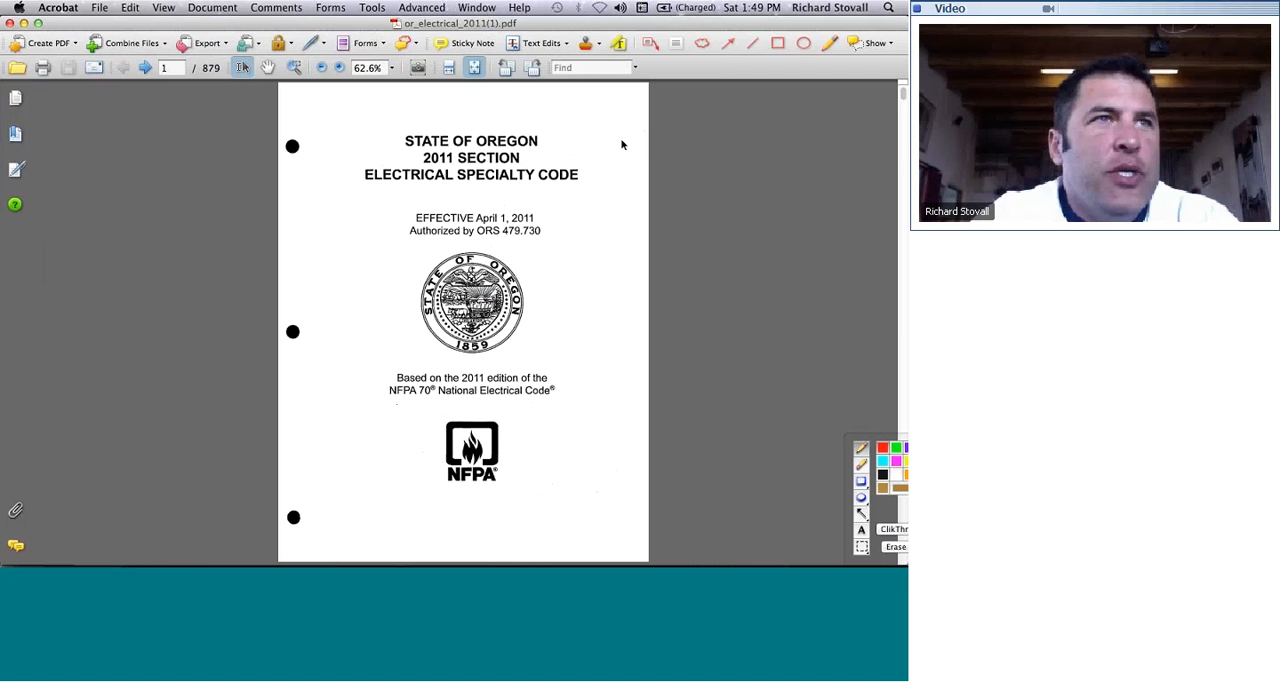 Acrobat File Edit View Document Comments Forms Tools Advanced Window Help (Charged) Sat 1:49 PM Richard Stovall
or_electrical_2011(1).pdf
Create PDF Combine Files Export Forms Sticky Note Text Edits Show
1 / 879 62.6% Find
STATE OF OREGON
2011 SECTION
ELECTRICAL SPECIALTY CODE
EFFECTIVE April 1, 2011
Authorized by ORS 479.730
STATE OF OREGON
1859
Based on the 2011 edition of the
NFPA 70® National Electrical Code®
NFPA®
A ClikThr
Erase
Video
Richard Stovall